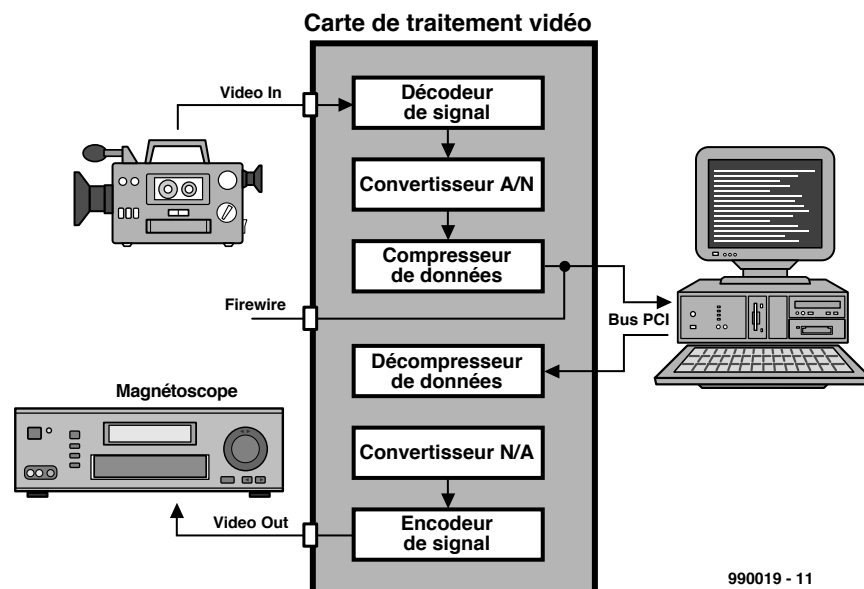 Carte de traitement vidéo
Video In
Décodeur
de signal
Convertisseur A/N
Compresseur
de données
Firewire
Bus PCI
Décompresseur
de données
Magnétoscope
Convertisseur N/A
Video Out
Encodeur
de signal
990019 - 11